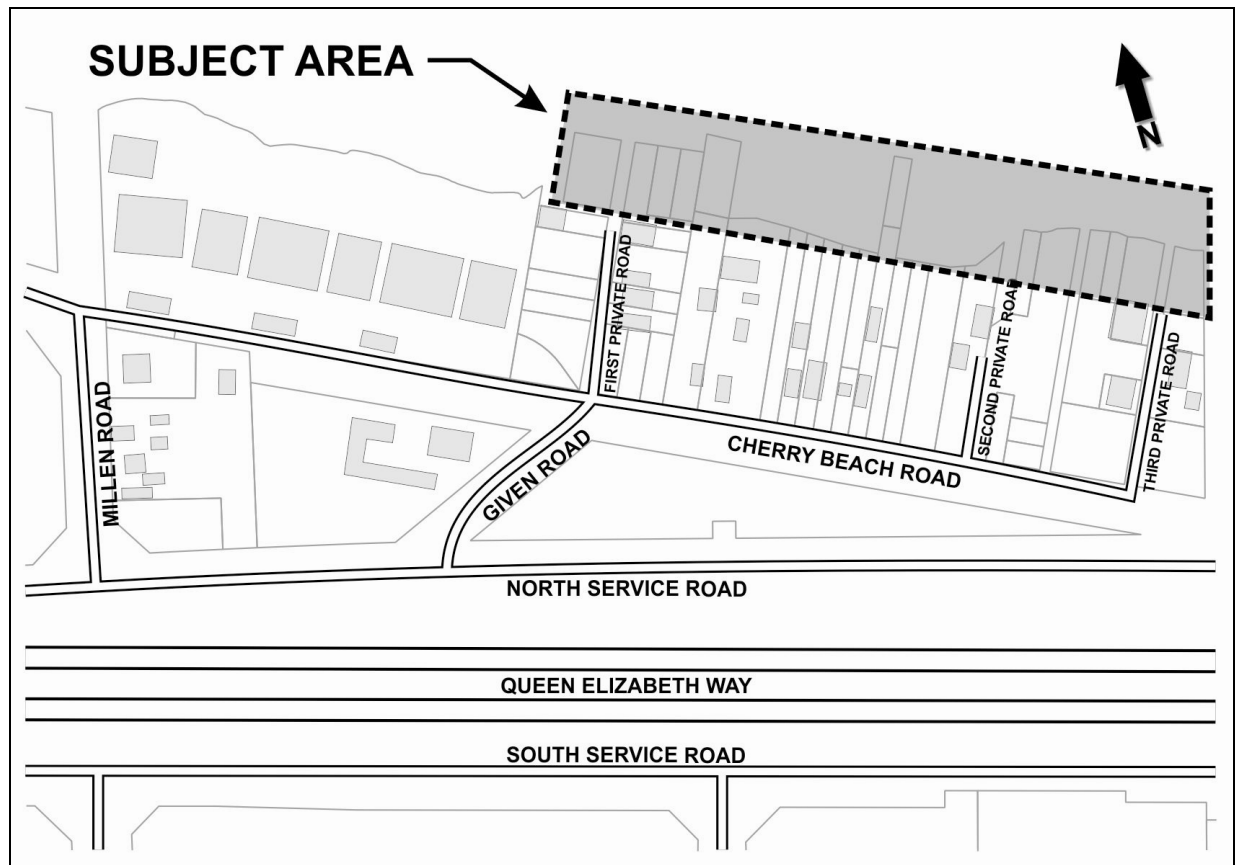 SUBJECT AREA
N
FIRST PRIVATE ROAD
SECOND PRIVATE ROAD
THIRD PRIVATE ROAD
MILLEN ROAD
GIVEN ROAD
CHERRY BEACH ROAD
NORTH SERVICE ROAD
QUEEN ELIZABETH WAY
SOUTH SERVICE ROAD